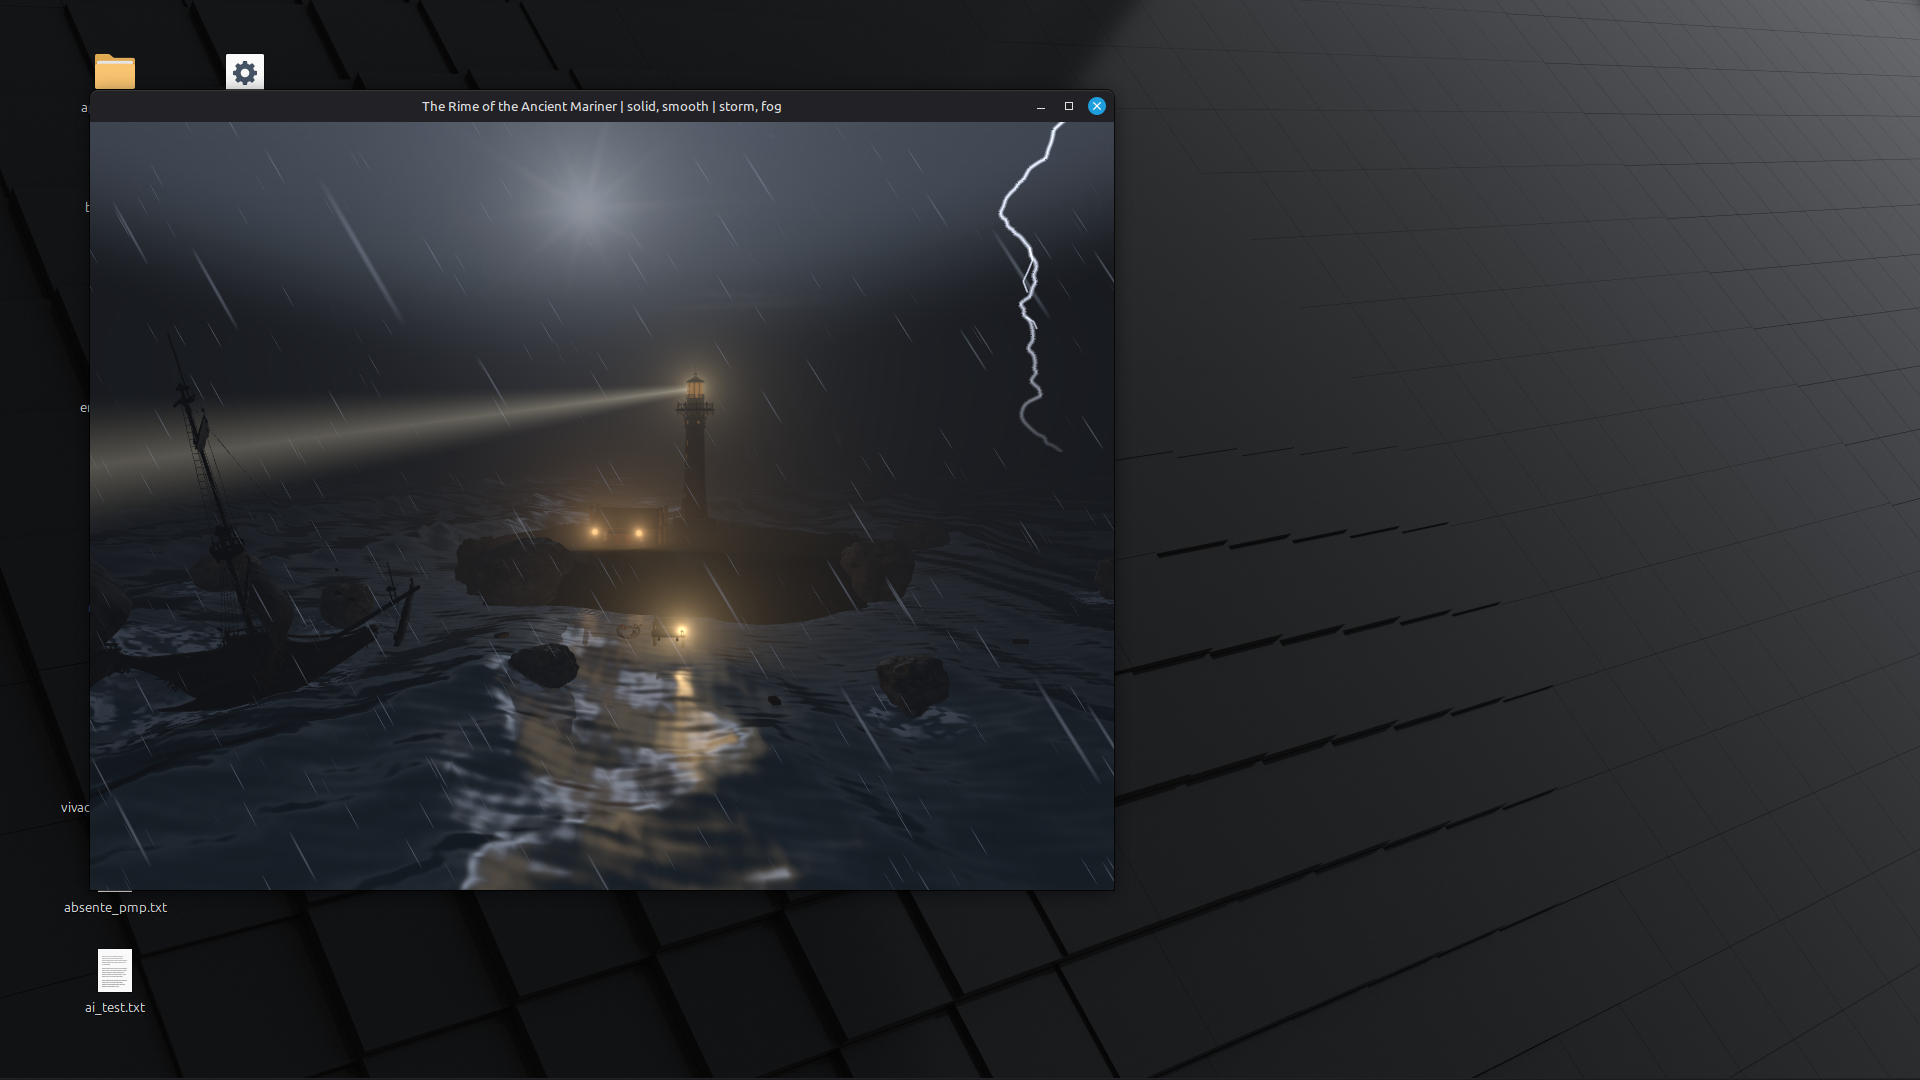 The Rime of the Ancient Mariner | solid, smooth | storm, fog
absente_pmp.txt
ai_test.txt